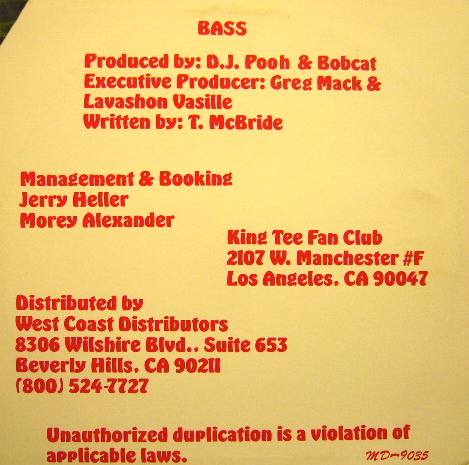 BASS
Produced by: D.J. Pooh & Bobcat
Executive Producer: Greg Mack &
Lavashon Vasille
Written by: T. McBride
Management & Booking
Jerry Heller
Morey Alexander
King Tee Fan Club
2107 W. Manchester #F
Los Angeles, CA 90047
Distributed by
West Coast Distributors
8306 Wilshire Blvd., Suite 653
Beverly Hills, CA 90211
(800) 524-7727
Unauthorized duplication is a violation of
applicable laws.
MD-9035